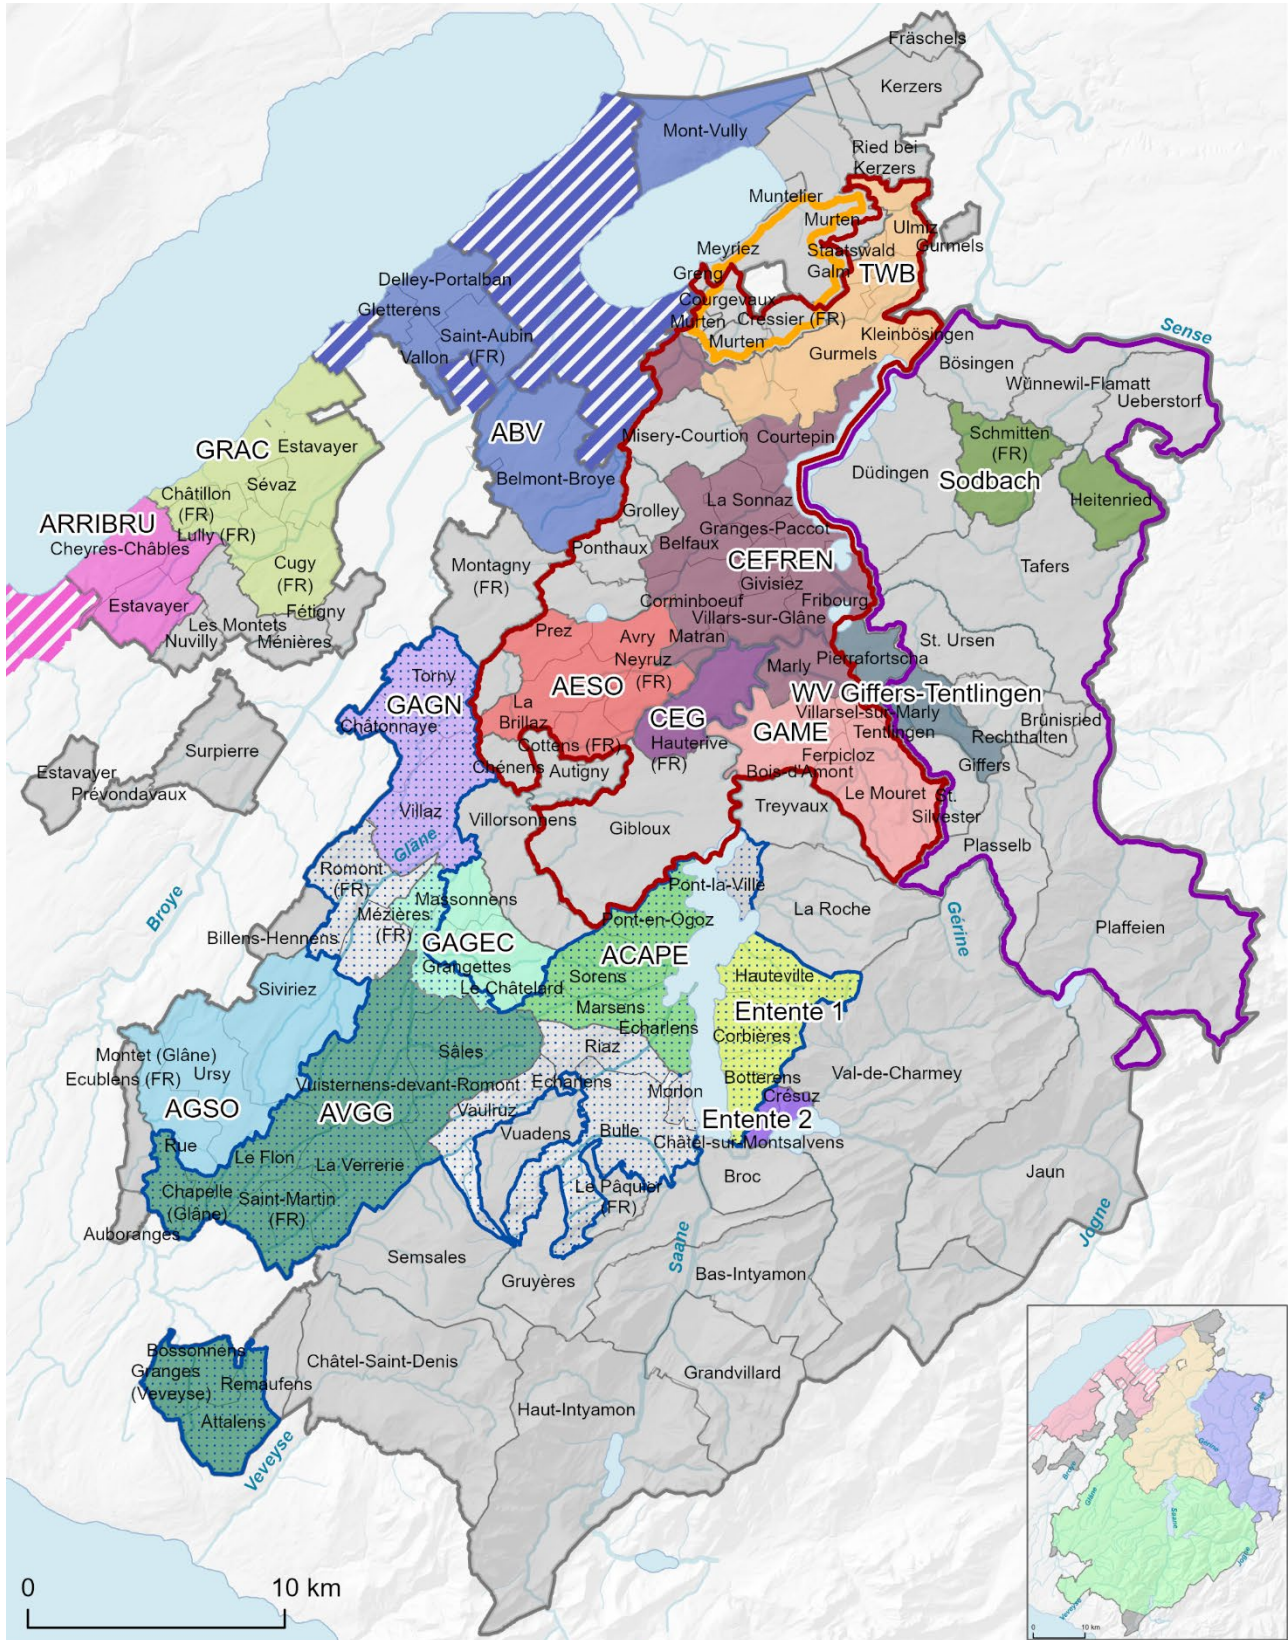 Fräschels
Kerzers
Mont-Vully
Ried bei
Kerzers
Muntelier
Murten
Ulmiz
Gurmels
Meyriez
Staatswald
Galm
TWB
Greng
Delley-Portalban
Gletterens
Courgevaux
Cressier (FR)
Murten
Murten
Saint-Aubin
(FR)
Vallon
Kleinbösingen
Gurmels
Sense
Bösingen
Wünnewil-Flamatt
Ueberstorf
ABV
Misery-Courtion
Courtepin
Schmitten
(FR)
GRAC
Estavayer
Sévaz
Belmont-Broye
Düdingen
Sodbach
Heitenried
Châtillon
(FR)
La Sonnaz
ARRIBRU
Lully (FR)
Cheyres-Châbles
Grolley
Granges-Paccot
Ponthaux
Belfaux
CEFREN
Cugy
(FR)
Montagny
(FR)
Tafers
Givisiez
Estavayer
Fétigny
Corminboeuf
Fribourg
Les Montets
Villars-sur-Glâne
Nuvilly
Ménières
Prez
Avry
Matran
St. Ursen
Neyruz
(FR)
Marly
Pierrafortscha
Torny
AESO
WV Giffers-Tentlingen
GAGN
La
Brillaz
CEG
Villarsel-sur-Marly
Châtonnaye
GAME
Tentlingen
Brünisried
Rechthalten
Surpierre
Cottens (FR)
Hauterive
(FR)
Ferpicloz
Giffers
Estavayer
Chénens
Autigny
Bois-d'Amont
Prévondavaux
Le Mouret
St.
Silvester
Villaz
Villorsonnens
Gibloux
Treyvaux
Plasselb
Glâne
Romont
(FR)
Pont-la-Ville
Broye
Massonnens
Mézières
(FR)
La Roche
Gérine
Pont-en-Ogoz
Plaffeien
Billens-Hennens
GAGEC
ACAPE
Grangettes
Sorens
Hauteville
Siviriez
Le Châtelard
Marsens
Entente 1
Echarlens
Corbières
Riaz
Montet (Glâne)
Sâles
Ecublens (FR)
Ursy
Vuisternens-devant-Romont
Echarlens
Botterens
Val-de-Charmey
Morlon
Crésuz
AGSO
AVGG
Vaulruz
Entente 2
Vuadens
Bulle
Châtel-sur-Montsalvens
Rue
Le Flon
La Verrerie
Broc
Jaun
Chapelle
(Glâne)
Saint-Martin
(FR)
Le Pâquier
(FR)
Auboranges
Jogne
Semsales
Saane
Gruyères
Bas-Intyamon
Bossonnens
Granges
(Veveyse)
Châtel-Saint-Denis
Remaufens
Grandvillard
Attalens
Haut-Intyamon
Veveyse
0 10 km
Sense
Gérine
Broye
Glâne
Saane
Jogne
Veveyse
0 10 km